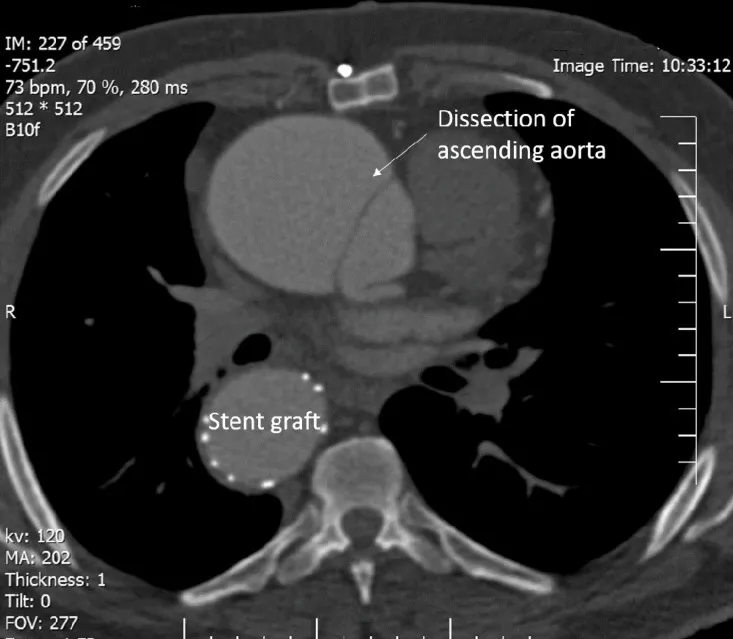 IM: 227 of 459
-751.2
73 bpm, 70 %, 280 ms
512 * 512
B10f
Image Time: 10:33:12
Dissection of
ascending aorta
R
L
Stent graft
kv: 120
MA: 202
Thickness: 1
Tilt: 0
FOV: 277